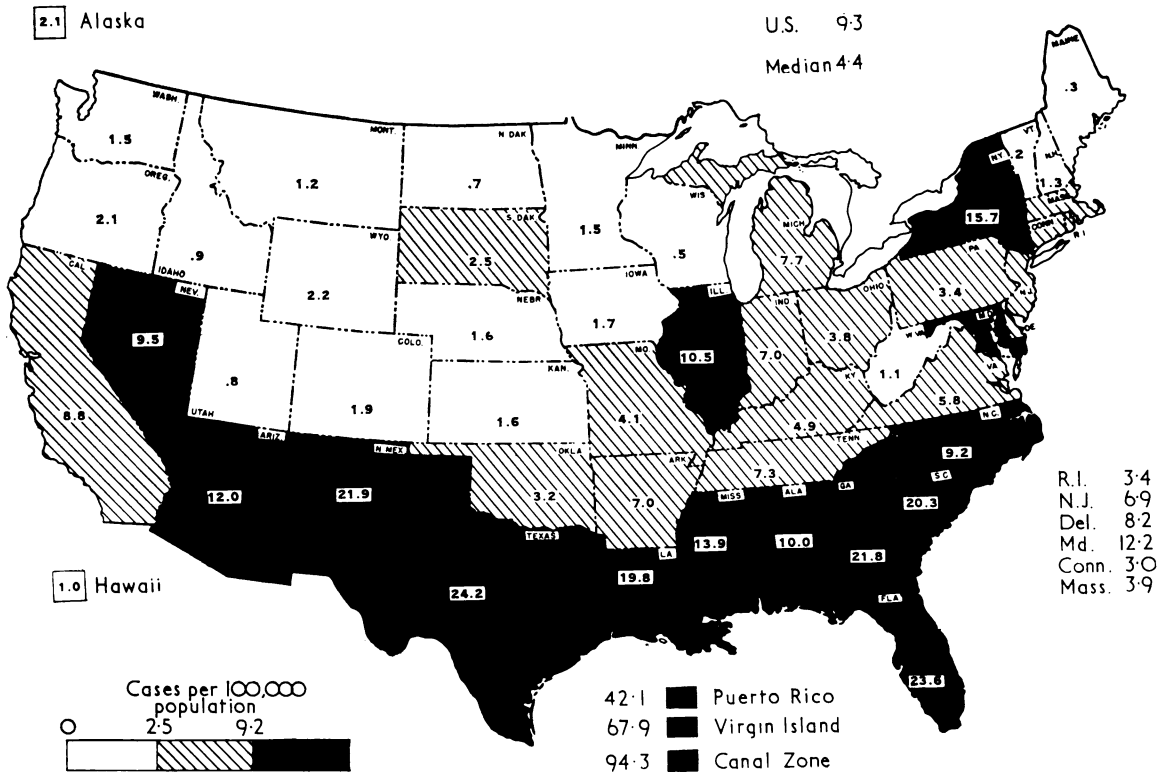 2.1 Alaska
U.S. 9·3
Median 4·4
MAINE
.3
WASH.
1.5
MONT.
1.2
N. DAK.
.7
MINN.
1.5
VT.
.2
N.H.
1.3
N.Y.
15.7
MASS.
CONN.
R.I.
OREG.
2.1
IDAHO
.9
WYO.
2.2
S. DAK.
2.5
WIS.
.5
MICH.
7.7
PA.
3.4
N.J.
CAL.
8.8
NEV.
9.5
UTAH
.8
COLO.
1.9
NEBR.
1.6
IOWA
1.7
ILL.
10.5
IND.
7.0
OHIO
3.8
W.VA.
1.1
MD.
DE
VA.
5.8
KAN.
1.6
MO.
4.1
KY.
4.9
ARIZ.
12.0
N. MEX.
21.9
OKLA.
3.2
ARK.
7.0
TENN.
7.3
N.C.
9.2
S.C.
20.3
TEXAS
24.2
LA.
19.8
MISS.
13.9
ALA.
10.0
GA.
21.8
FLA.
23.6
R.I. 3·4
N.J. 6·9
Del. 8·2
Md. 12·2
Conn. 3·0
Mass. 3·9
1.0 Hawaii
Cases per 100,000
population
0 2·5 9·2
42·1 Puerto Rico
67·9 Virgin Island
94·3 Canal Zone